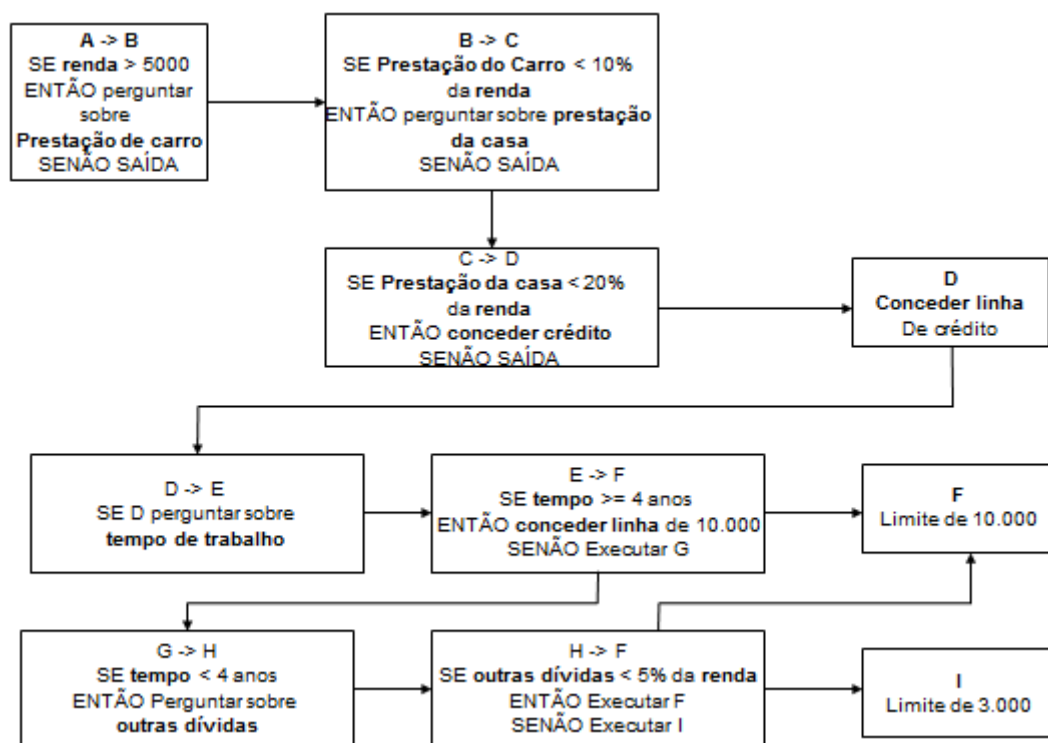 A -> B
SE renda > 5000
ENTÃO perguntar
sobre
Prestação de carro
SENÃO SAÍDA
B -> C
SE Prestação do Carro < 10%
da renda
ENTÃO perguntar sobre prestação
da casa
SENÃO SAÍDA
C -> D
SE Prestação da casa < 20%
da renda
ENTÃO conceder crédito
SENÃO SAÍDA
D
Conceder linha
De crédito
D -> E
SE D perguntar sobre
tempo de trabalho
E -> F
SE tempo >= 4 anos
ENTÃO conceder linha de 10.000
SENÃO Executar G
F
Limite de 10.000
G -> H
SE tempo < 4 anos
ENTÃO Perguntar sobre
outras dívidas
H -> F
SE outras dívidas < 5% da renda
ENTÃO Executar F
SENÃO Executar I
I
Limite de 3.000